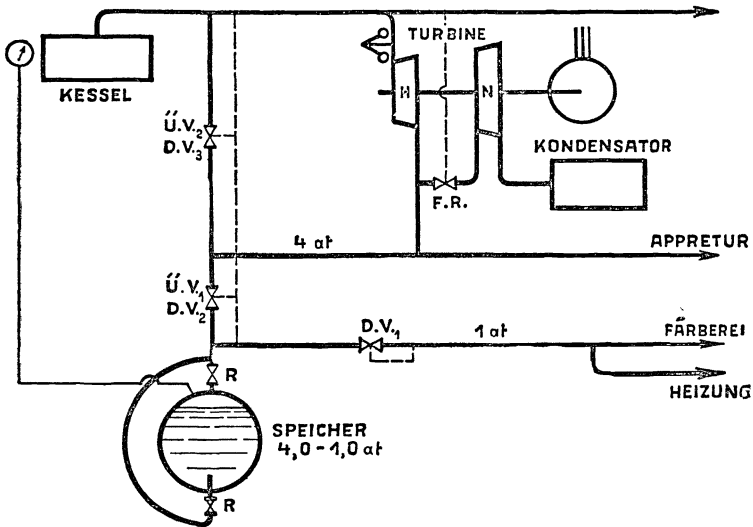 TURBINE
KESSEL
H
N
Ü.V.₂
D.V.₃
KONDENSATOR
F.R.
4 at
APPRETUR
Ü.V.₁
D.V.₂
D.V.₁
1 at
FÄRBEREI
R
HEIZUNG
SPEICHER
4,0-1,0 at
R